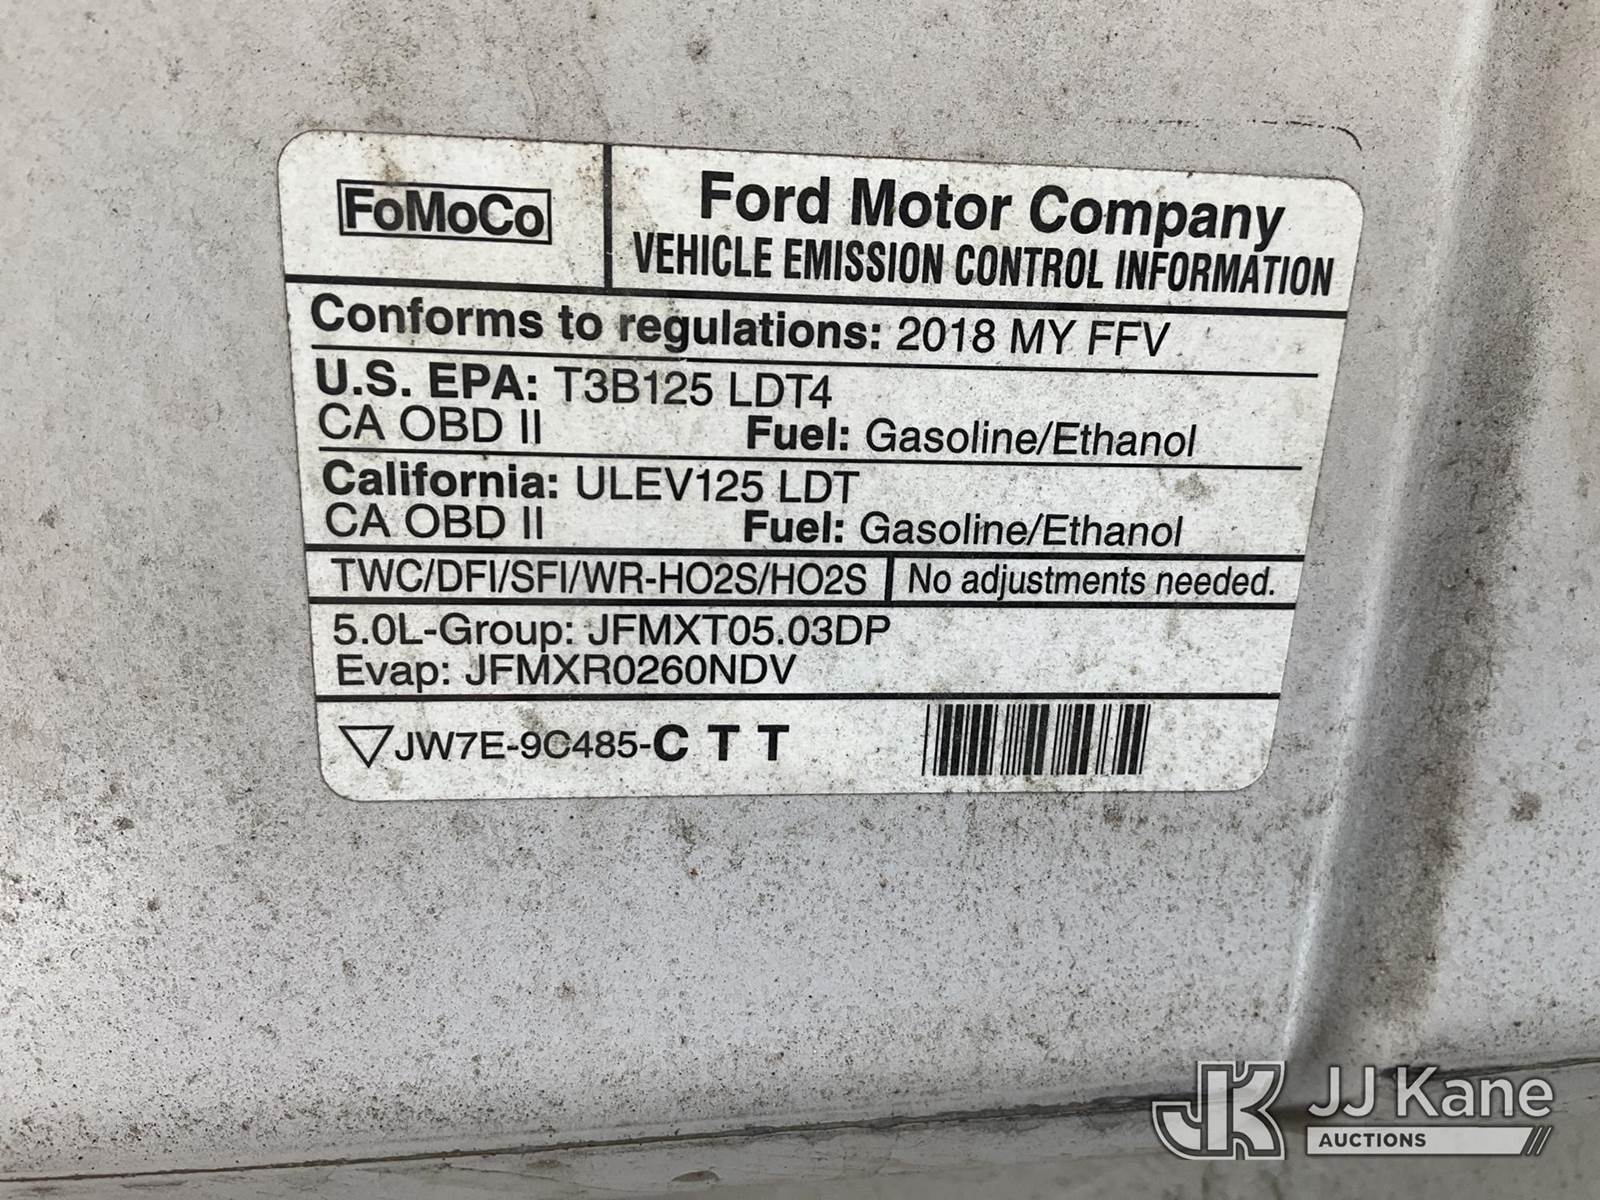 FoMoCo
Ford Motor Company
VEHICLE EMISSION CONTROL INFORMATION
Conforms to regulations: 2018 MY FFV
U.S. EPA: T3B125 LDT4
CA OBD II Fuel: Gasoline/Ethanol
California: ULEV125 LDT
CA OBD II Fuel: Gasoline/Ethanol
TWC/DFI/SFI/WR-HO2S/HO2S No adjustments needed.
5.0L-Group: JFMXT05.03DP
Evap: JFMXR0260NDV
JW7E-9C485-C T T
JK JJ Kane
AUCTIONS